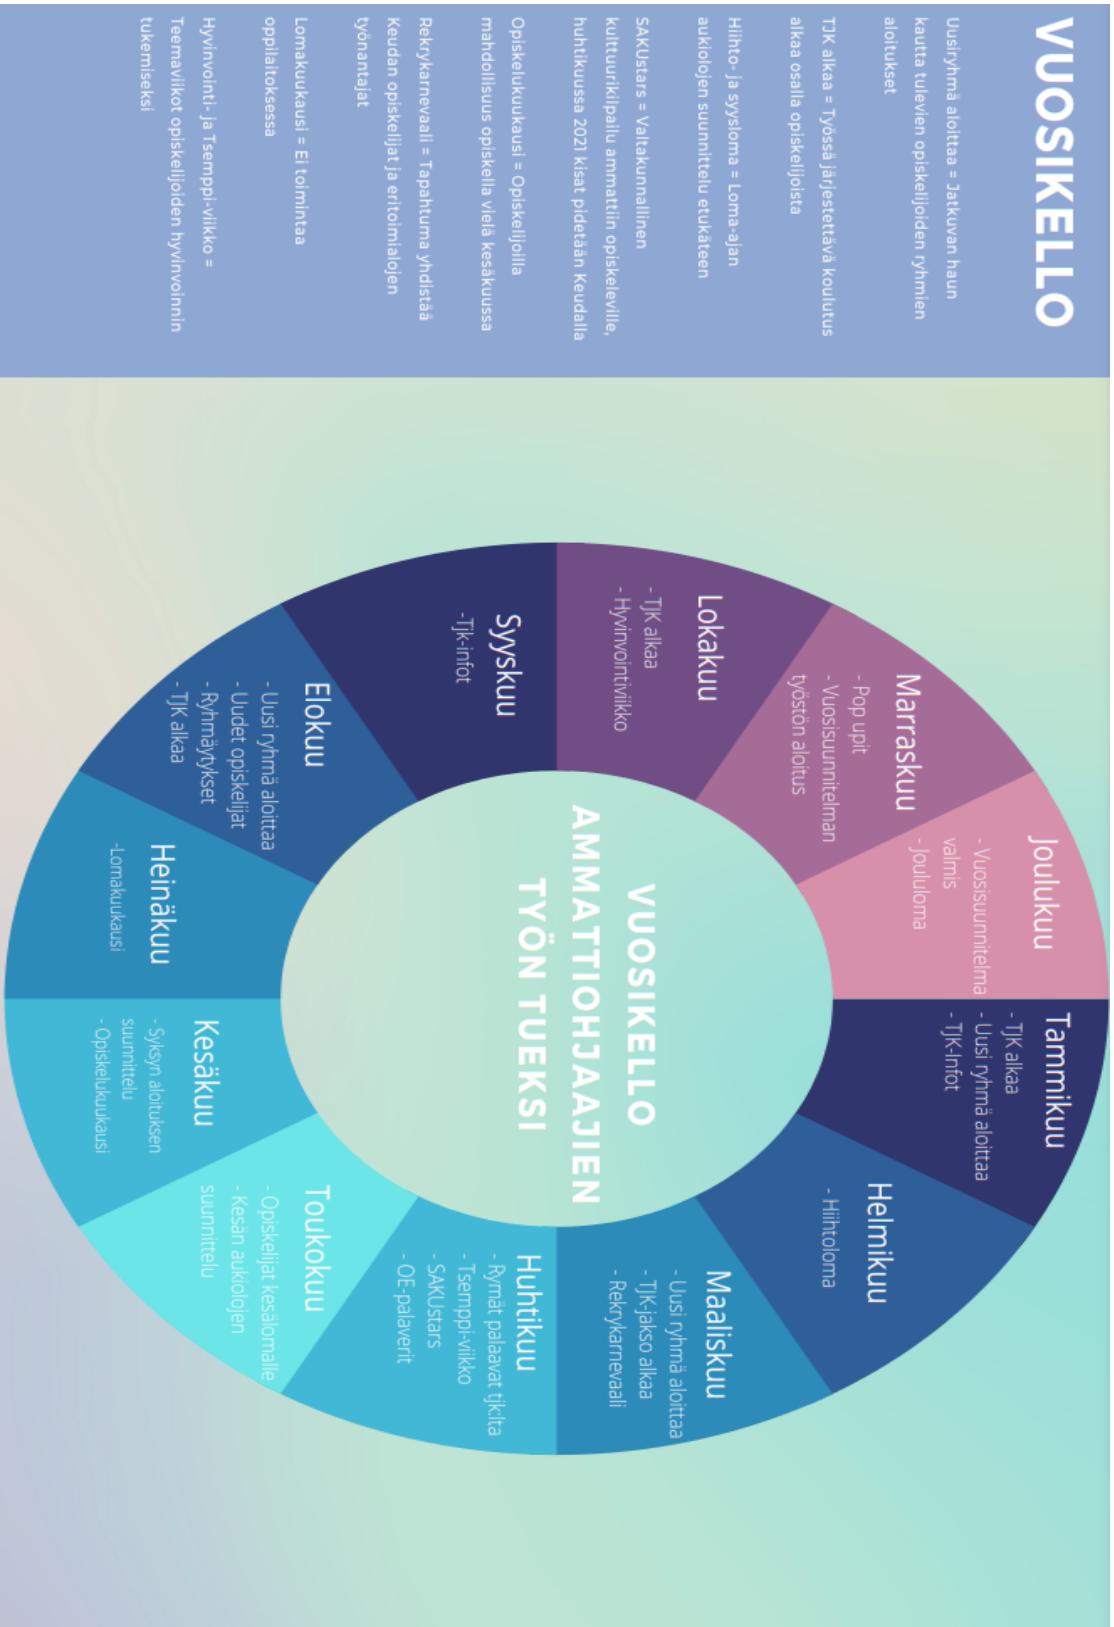 VUOSIKELLO
Uusiryhmä aloittaa = Jatkuvan haun
kautta tulevien opiskelijoiden ryhmien
aloitukset
TJK alkaa = Työssä järjestettävä koulutus
alkaa osalla opiskelijoista
Hiihto- ja syysloma = Loma-ajan
aukiolojen suunnittelu etukäteen
SAKUstars = Valtakunnallinen
kulttuurikilpailu ammattiin opiskeleville,
huhtikuussa 2021 kisat pidetään Keudalla
Opiskelukuukausi = Opiskelijoilla
mahdollisuus opiskella vielä kesäkuussa
Rekrykarnevaali = Tapahtuma yhdistää
Keudan opiskelijat ja eritoimialojen
työnantajat
Lomakuukausi = Ei toimintaa
oppilaitoksessa
Hyvinvointi- ja Tsemppi-viikko =
Teemaviikot opiskelijoiden hyvinvoinnin
tukemiseksi
VUOSIKELLO
AMMATTIOHJAAJIEN
TYÖN TUEKSI
Tammikuu
- TJK alkaa
- Uusi ryhmä aloittaa
- TJK-Infot
Helmikuu
- Hiihtoloma
Maaliskuu
- Uusi ryhmä aloittaa
- TJK-jakso alkaa
- Rekrykarnevaali
Huhtikuu
- Rymät palaavat tjk:lta
- Tsemppi-viikko
- SAKUstars
- OE-palaverit
Toukokuu
- Opiskelijat kesälomalle
- Kesän aukiolojen
suunnittelu
Kesäkuu
- Syksyn aloituksen
suunnittelu
- Opiskelukuukausi
Heinäkuu
-Lomakuukausi
Elokuu
- Uusi ryhmä aloittaa
- Uudet opiskelijat
- Ryhmäytykset
- TJK alkaa
Syyskuu
-Tjk-infot
Lokakuu
- TJK alkaa
- Hyvinvointiviikko
Marraskuu
- Pop upit
- Vuosisuunnitelman
työstön aloitus
Joulukuu
- Vuosisuunnitelma
valmis
- Joululoma